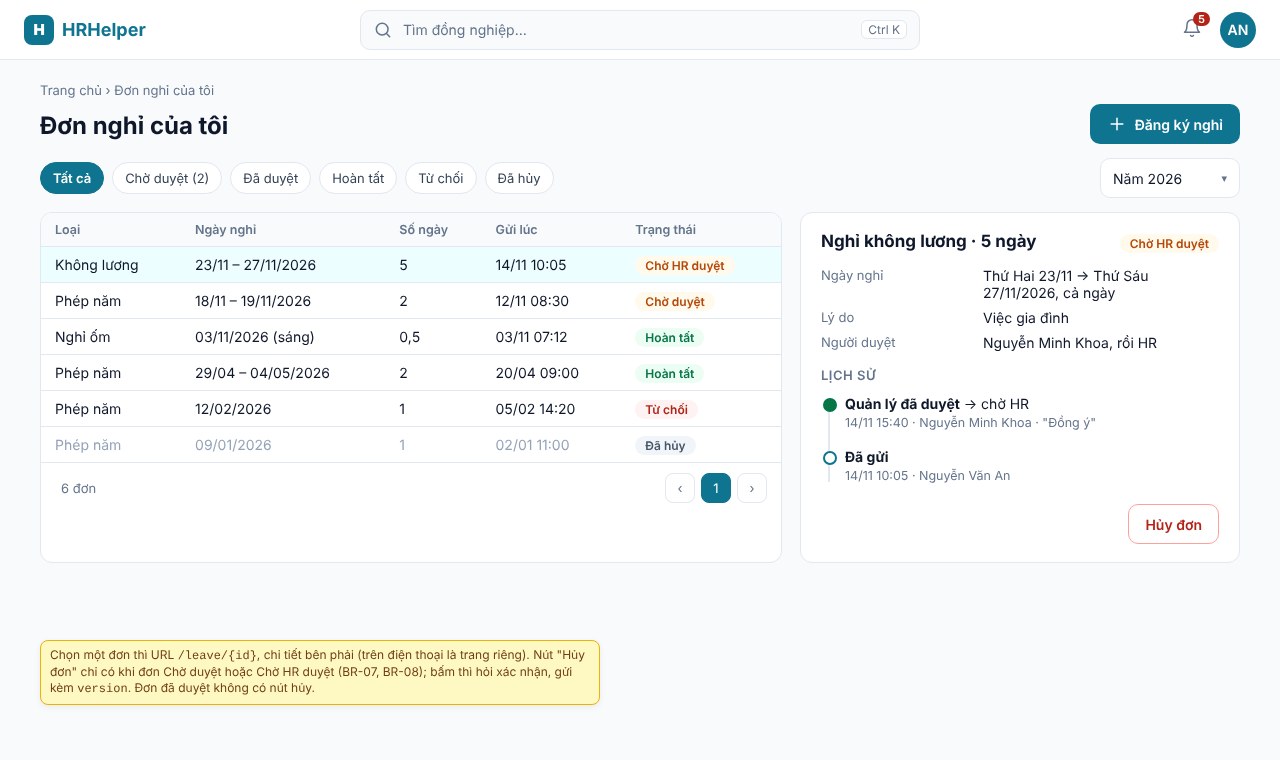 H HRHelper
Tìm đồng nghiệp...
Ctrl K
5
AN
Trang chủ › Đơn nghỉ của tôi
Đơn nghỉ của tôi
Đăng ký nghỉ
Tất cả
Chờ duyệt (2)
Đã duyệt
Hoàn tất
Từ chối
Đã hủy
Năm 2026
Loại Ngày nghỉ Số ngày Gửi lúc Trạng thái
Không lương 23/11 – 27/11/2026 5 14/11 10:05 Chờ HR duyệt
Phép năm 18/11 – 19/11/2026 2 12/11 08:30 Chờ duyệt
Nghỉ ốm 03/11/2026 (sáng) 0,5 03/11 07:12 Hoàn tất
Phép năm 29/04 – 04/05/2026 2 20/04 09:00 Hoàn tất
Phép năm 12/02/2026 1 05/02 14:20 Từ chối
Phép năm 09/01/2026 1 02/01 11:00 Đã hủy
6 đơn
‹ 1 ›
Nghỉ không lương · 5 ngày
Chờ HR duyệt
Ngày nghỉ Thứ Hai 23/11 → Thứ Sáu
27/11/2026, cả ngày
Lý do Việc gia đình
Người duyệt Nguyễn Minh Khoa, rồi HR
LỊCH SỬ
Quản lý đã duyệt → chờ HR
14/11 15:40 · Nguyễn Minh Khoa · "Đồng ý"
Đã gửi
14/11 10:05 · Nguyễn Văn An
Hủy đơn
Chọn một đơn thì URL /leave/{id}, chi tiết bên phải (trên điện thoại là trang riêng). Nút "Hủy
đơn" chỉ có khi đơn Chờ duyệt hoặc Chờ HR duyệt (BR-07, BR-08); bấm thì hỏi xác nhận, gửi
kèm version. Đơn đã duyệt không có nút hủy.